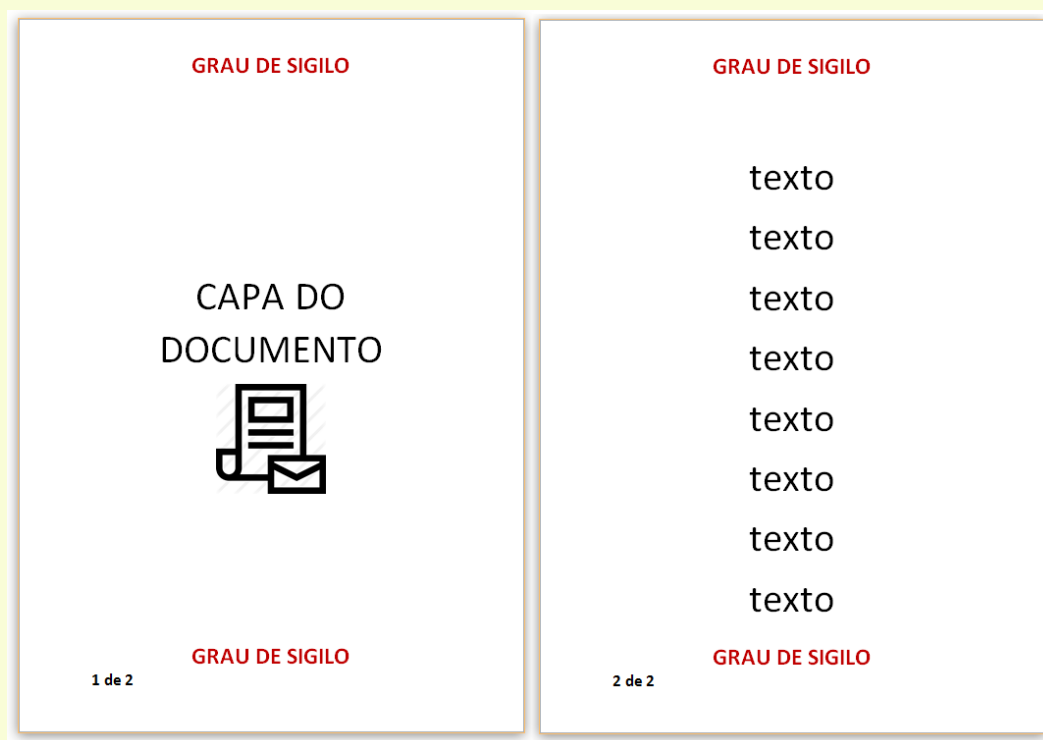 GRAU DE SIGILO
CAPA DO
DOCUMENTO
GRAU DE SIGILO
1 de 2
GRAU DE SIGILO
texto
texto
texto
texto
texto
texto
texto
texto
GRAU DE SIGILO
2 de 2